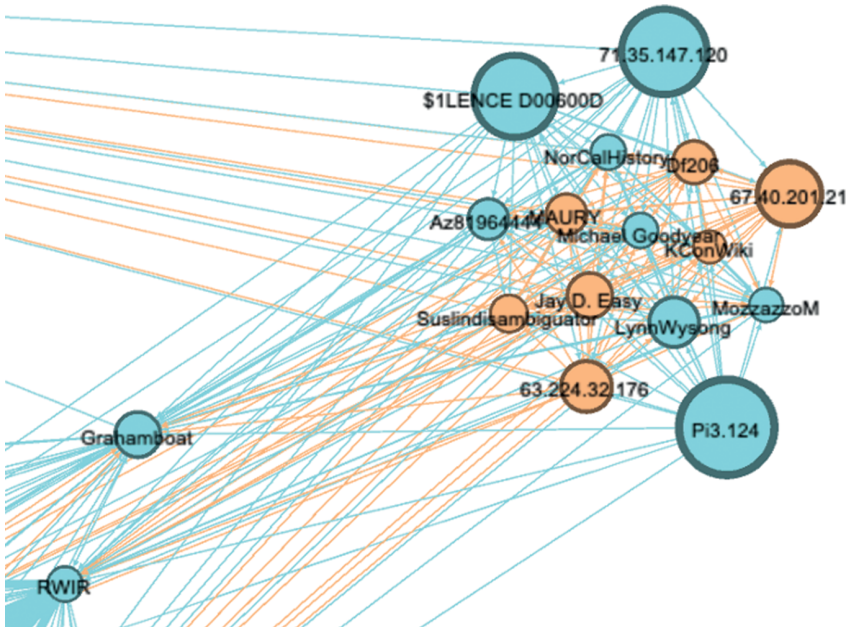 71.35.147.120
$1LENCE D00600D
NorCalHistory
Df206
67.40.201.21
Az81964444
MAURY
Michael Goodyear
KConWiki
Jay D. Easy
MozzazzoM
Suslindisambiguator
LynnWysong
63.224.32.176
Pi3.124
Grahamboat
RWIR